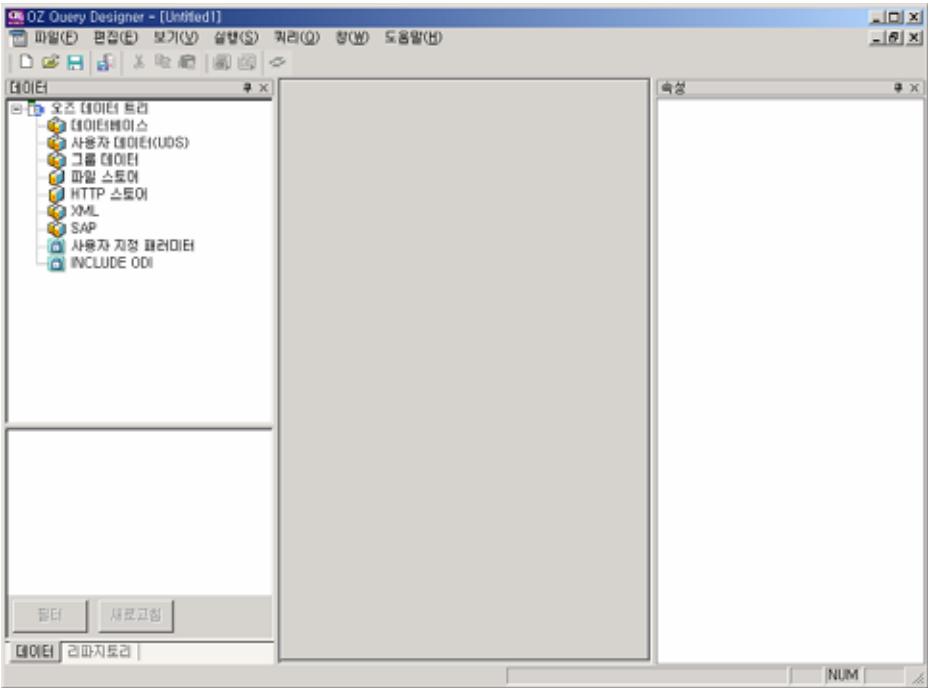 OZ Query Designer - [Untitled1]
파일(F) 편집(E) 보기(V) 실행(S) 쿼리(Q) 창(W) 도움말(H)
데이터
속성
오즈 데이터 트리
데이터베이스
사용자 데이터(UDS)
그룹 데이터
파일 스토어
HTTP 스토어
XML
SAP
사용자 지정 패러미터
INCLUDE ODI
필터 새로고침
데이터 리파지토리
NUM